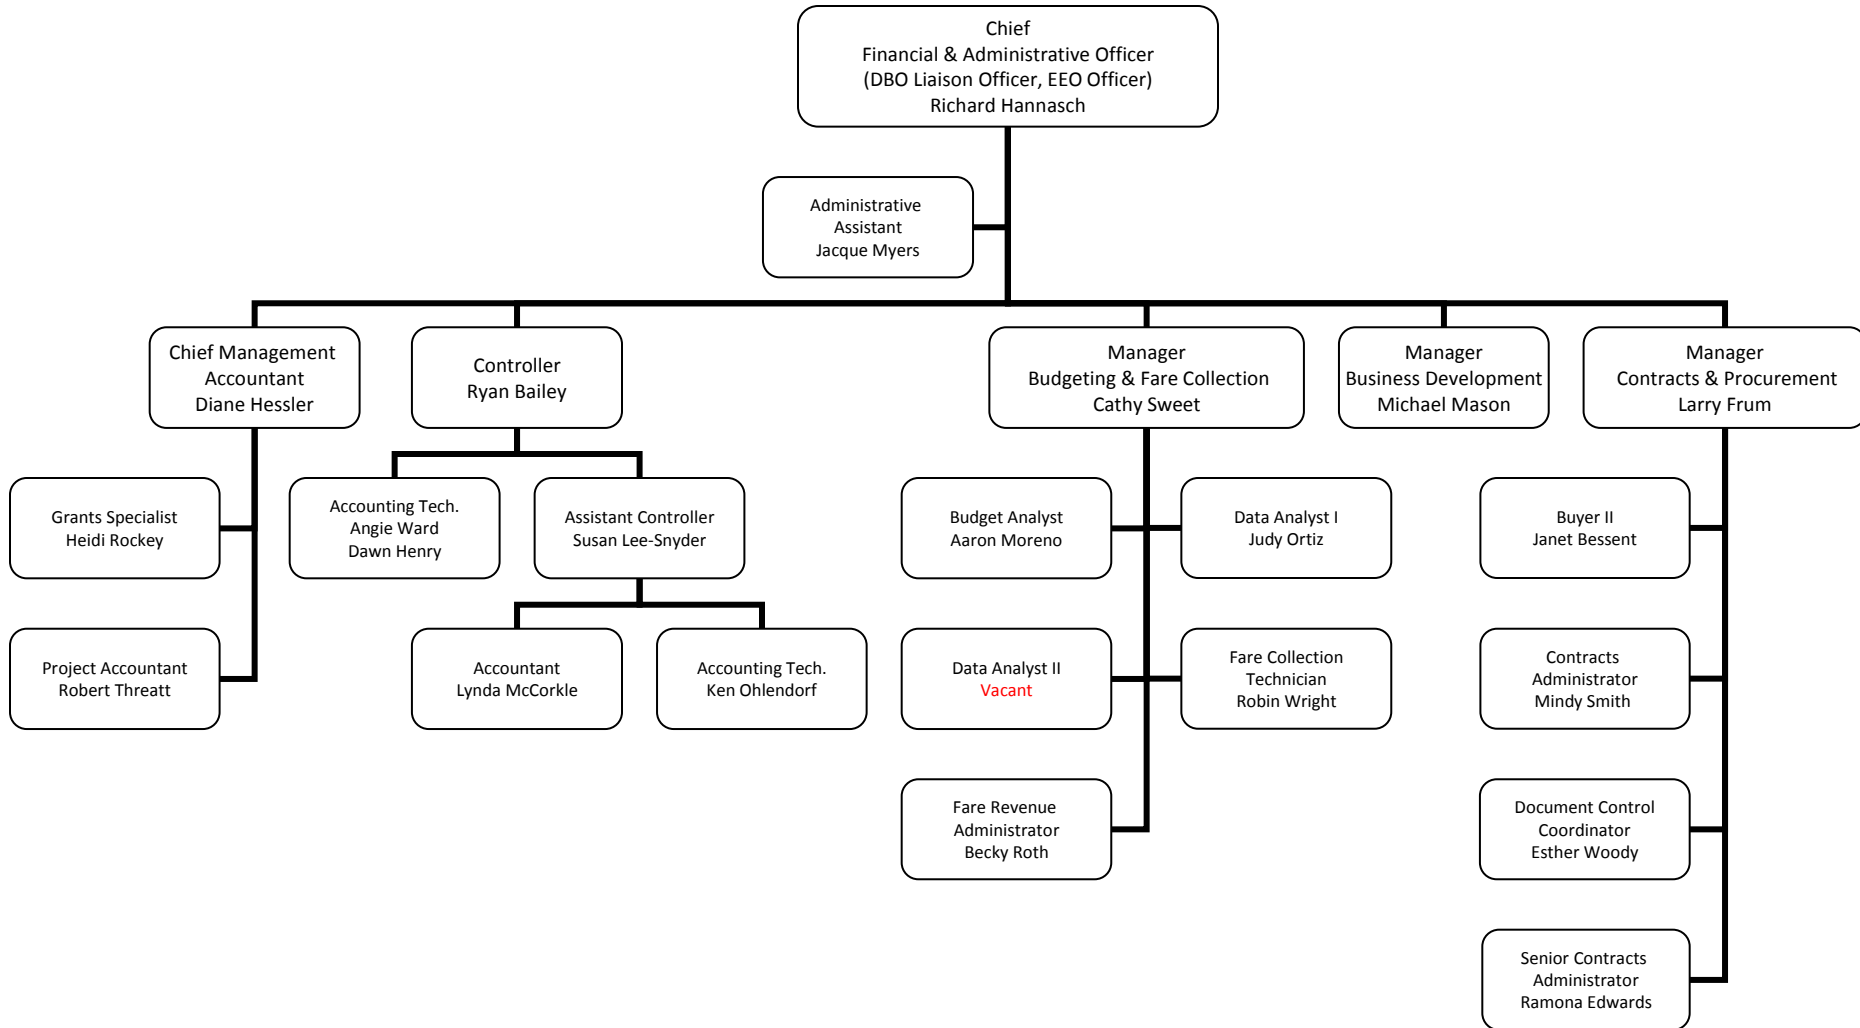 Chief
Financial & Administrative Officer
(DBO Liaison Officer, EEO Officer)
Richard Hannasch
Administrative
Assistant
Jacque Myers
Chief Management
Accountant
Diane Hessler
Controller
Ryan Bailey
Manager
Budgeting & Fare Collection
Cathy Sweet
Manager
Business Development
Michael Mason
Manager
Contracts & Procurement
Larry Frum
Grants Specialist
Heidi Rockey
Accounting Tech.
Angie Ward
Dawn Henry
Assistant Controller
Susan Lee-Snyder
Budget Analyst
Aaron Moreno
Data Analyst I
Judy Ortiz
Buyer II
Janet Bessent
Project Accountant
Robert Threatt
Accountant
Lynda McCorkle
Accounting Tech.
Ken Ohlendorf
Data Analyst II
Vacant
Fare Collection
Technician
Robin Wright
Contracts
Administrator
Mindy Smith
Fare Revenue
Administrator
Becky Roth
Document Control
Coordinator
Esther Woody
Senior Contracts
Administrator
Ramona Edwards